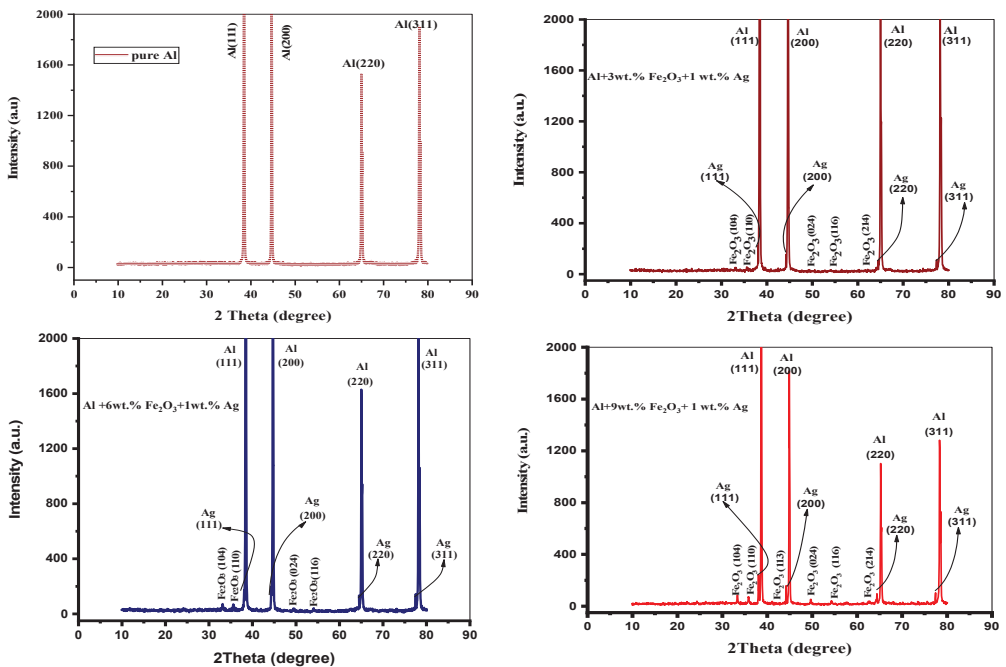 2000
1600
1200
800
400
0
Intensity (a.u)
pure Al
Al(111)
Al(200)
Al(220)
Al(311)
0 10 20 30 40 50 60 70 80 90
2 Theta (degree)
2000
1600
1200
800
400
0
Intensity (a.u.)
Al
(111)
Al
(200)
Al
(220)
Al
(311)
Al+3wt.% Fe₂O₃+1 wt.% Ag
Ag
(111)
Ag
(200)
Ag
(220)
Ag
(311)
Fe₂O₃(104)
Fe₂O₃(110)
Fe₂O₃(024)
Fe₂O₃(116)
Fe₂O₃(214)
0 10 20 30 40 50 60 70 80 90
2Theta (degree)
2000
1600
1200
800
400
0
Intensity (a.u.)
Al
(111)
Al
(200)
Al
(220)
Al
(311)
Al +6wt.% Fe₂O₃+1wt.% Ag
Ag
(111)
Ag
(200)
Ag
(220)
Ag
(311)
Fe₂O₃ (104)
Fe₂O₃ (110)
Fe₂O₃ (024)
Fe₂O₃(116)
0 10 20 30 40 50 60 70 80 90
2Theta (degree)
2000
1600
1200
800
400
0
Intensity (a.u.)
Al
(111)
Al
(200)
Al
(220)
Al
(311)
Al+9wt.% Fe₂O₃+ 1 wt.% Ag
Ag
(111)
Ag
(200)
Ag
(220)
Ag
(311)
Fe₂O₃ (104)
Fe₂O₃ (110)
Fe₂O₃ (113)
Fe₂O₃ (024)
Fe₂O₃ (116)
Fe₂O₃ (214)
0 10 20 30 40 50 60 70 80 90
2Theta (degree)